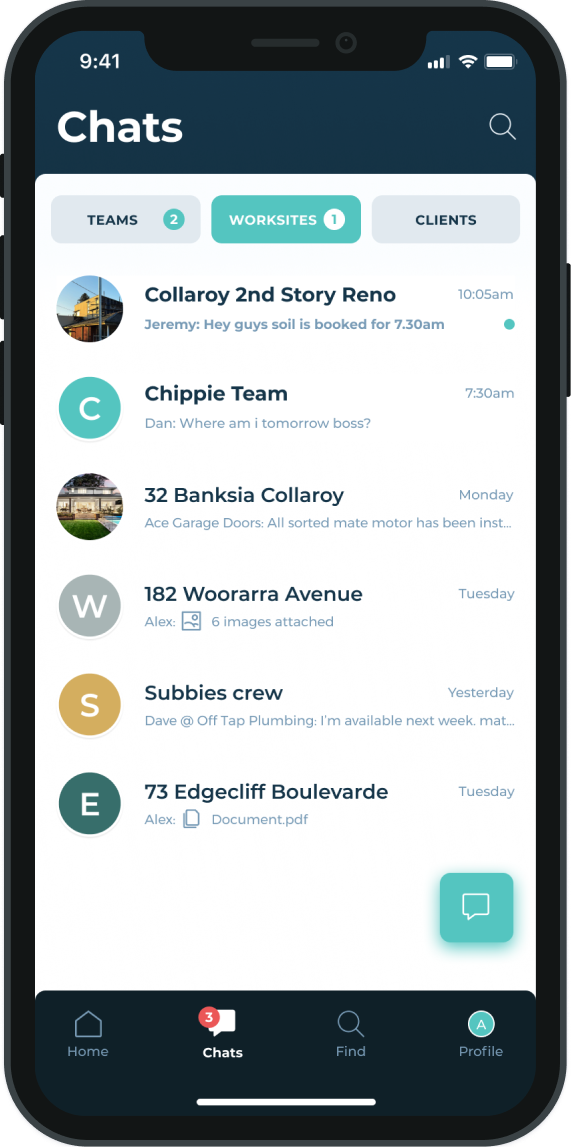 9:41
Chats
TEAMS 2 WORKSITES 1 CLIENTS
Collaroy 2nd Story Reno 10:05am
Jeremy: Hey guys soil is booked for 7.30am
C
Chippie Team 7:30am
Dan: Where am i tomorrow boss?
32 Banksia Collaroy Monday
Ace Garage Doors: All sorted mate motor has been inst...
W
182 Woorarra Avenue Tuesday
Alex: 6 images attached
S
Subbies crew Yesterday
Dave @ Off Tap Plumbing: I'm available next week. mat...
E
73 Edgecliff Boulevarde Tuesday
Alex: Document.pdf
3 A
Home Chats Find Profile